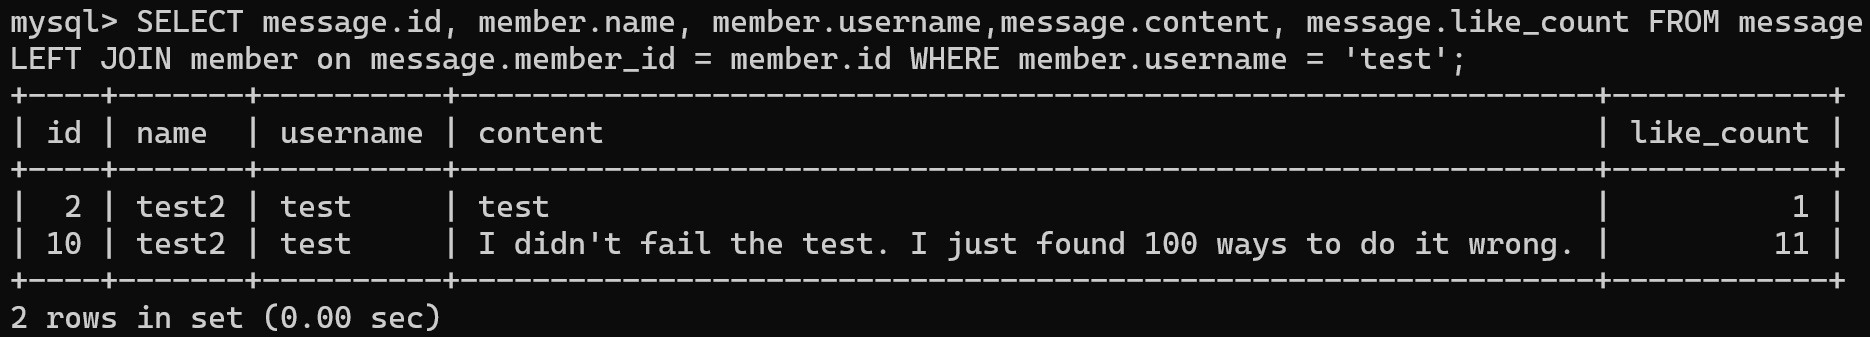 mysql> SELECT message.id, member.name, member.username,message.content, message.like_count FROM message
LEFT JOIN member on message.member_id = member.id WHERE member.username = 'test';
+----+-------+----------+---------------------------------------------------------------+------------+
| id | name  | username | content                                                       | like_count |
+----+-------+----------+---------------------------------------------------------------+------------+
|  2 | test2 | test     | test                                                          |          1 |
| 10 | test2 | test     | I didn't fail the test. I just found 100 ways to do it wrong. |         11 |
+----+-------+----------+---------------------------------------------------------------+------------+
2 rows in set (0.00 sec)